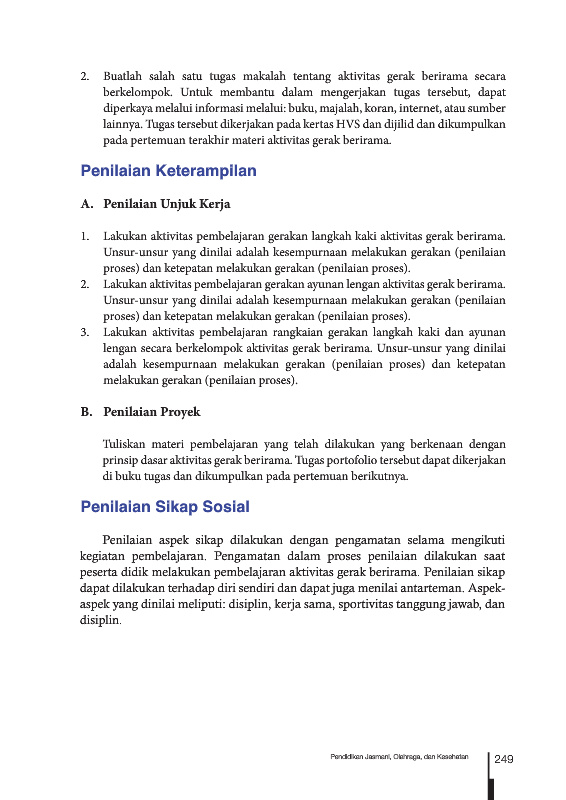 2. Buatlah salah satu tugas makalah tentang aktivitas gerak berirama secara
berkelompok. Untuk membantu dalam mengerjakan tugas tersebut, dapat
diperkaya melalui informasi melalui: buku, majalah, koran, internet, atau sumber
lainnya. Tugas tersebut dikerjakan pada kertas HVS dan dijilid dan dikumpulkan
pada pertemuan terakhir materi aktivitas gerak berirama.
Penilaian Keterampilan
A. Penilaian Unjuk Kerja
1. Lakukan aktivitas pembelajaran gerakan langkah kaki aktivitas gerak berirama.
Unsur-unsur yang dinilai adalah kesempurnaan melakukan gerakan (penilaian
proses) dan ketepatan melakukan gerakan (penilaian proses).
2. Lakukan aktivitas pembelajaran gerakan ayunan lengan aktivitas gerak berirama.
Unsur-unsur yang dinilai adalah kesempurnaan melakukan gerakan (penilaian
proses) dan ketepatan melakukan gerakan (penilaian proses).
3. Lakukan aktivitas pembelajaran rangkaian gerakan langkah kaki dan ayunan
lengan secara berkelompok aktivitas gerak berirama. Unsur-unsur yang dinilai
adalah kesempurnaan melakukan gerakan (penilaian proses) dan ketepatan
melakukan gerakan (penilaian proses).
B. Penilaian Proyek
Tuliskan materi pembelajaran yang telah dilakukan yang berkenaan dengan
prinsip dasar aktivitas gerak berirama. Tugas portofolio tersebut dapat dikerjakan
di buku tugas dan dikumpulkan pada pertemuan berikutnya.
Penilaian Sikap Sosial
Penilaian aspek sikap dilakukan dengan pengamatan selama mengikuti
kegiatan pembelajaran. Pengamatan dalam proses penilaian dilakukan saat
peserta didik melakukan pembelajaran aktivitas gerak berirama. Penilaian sikap
dapat dilakukan terhadap diri sendiri dan dapat juga menilai antarteman. Aspek-
aspek yang dinilai meliputi: disiplin, kerja sama, sportivitas tanggung jawab, dan
disiplin.
Pendidikan Jasmani, Olehraga, dan Kesehatan
249